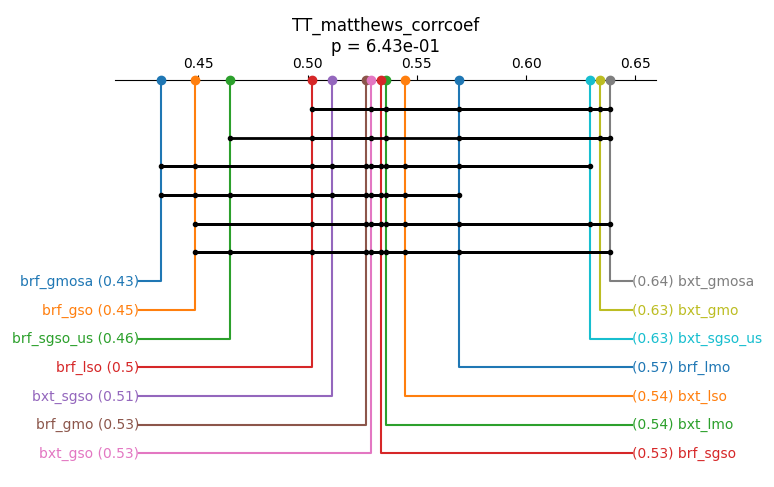 TT_matthews_corrcoef
p = 6.43e-01
0.45 0.50 0.55 0.60 0.65
brf_gmosa (0.43) (0.64) bxt_gmosa
brf_gso (0.45) (0.63) bxt_gmo
brf_sgso_us (0.46) (0.63) bxt_sgso_us
brf_lso (0.5) (0.57) brf_lmo
bxt_sgso (0.51) (0.54) bxt_lso
brf_gmo (0.53) (0.54) bxt_lmo
bxt_gso (0.53) (0.53) brf_sgso